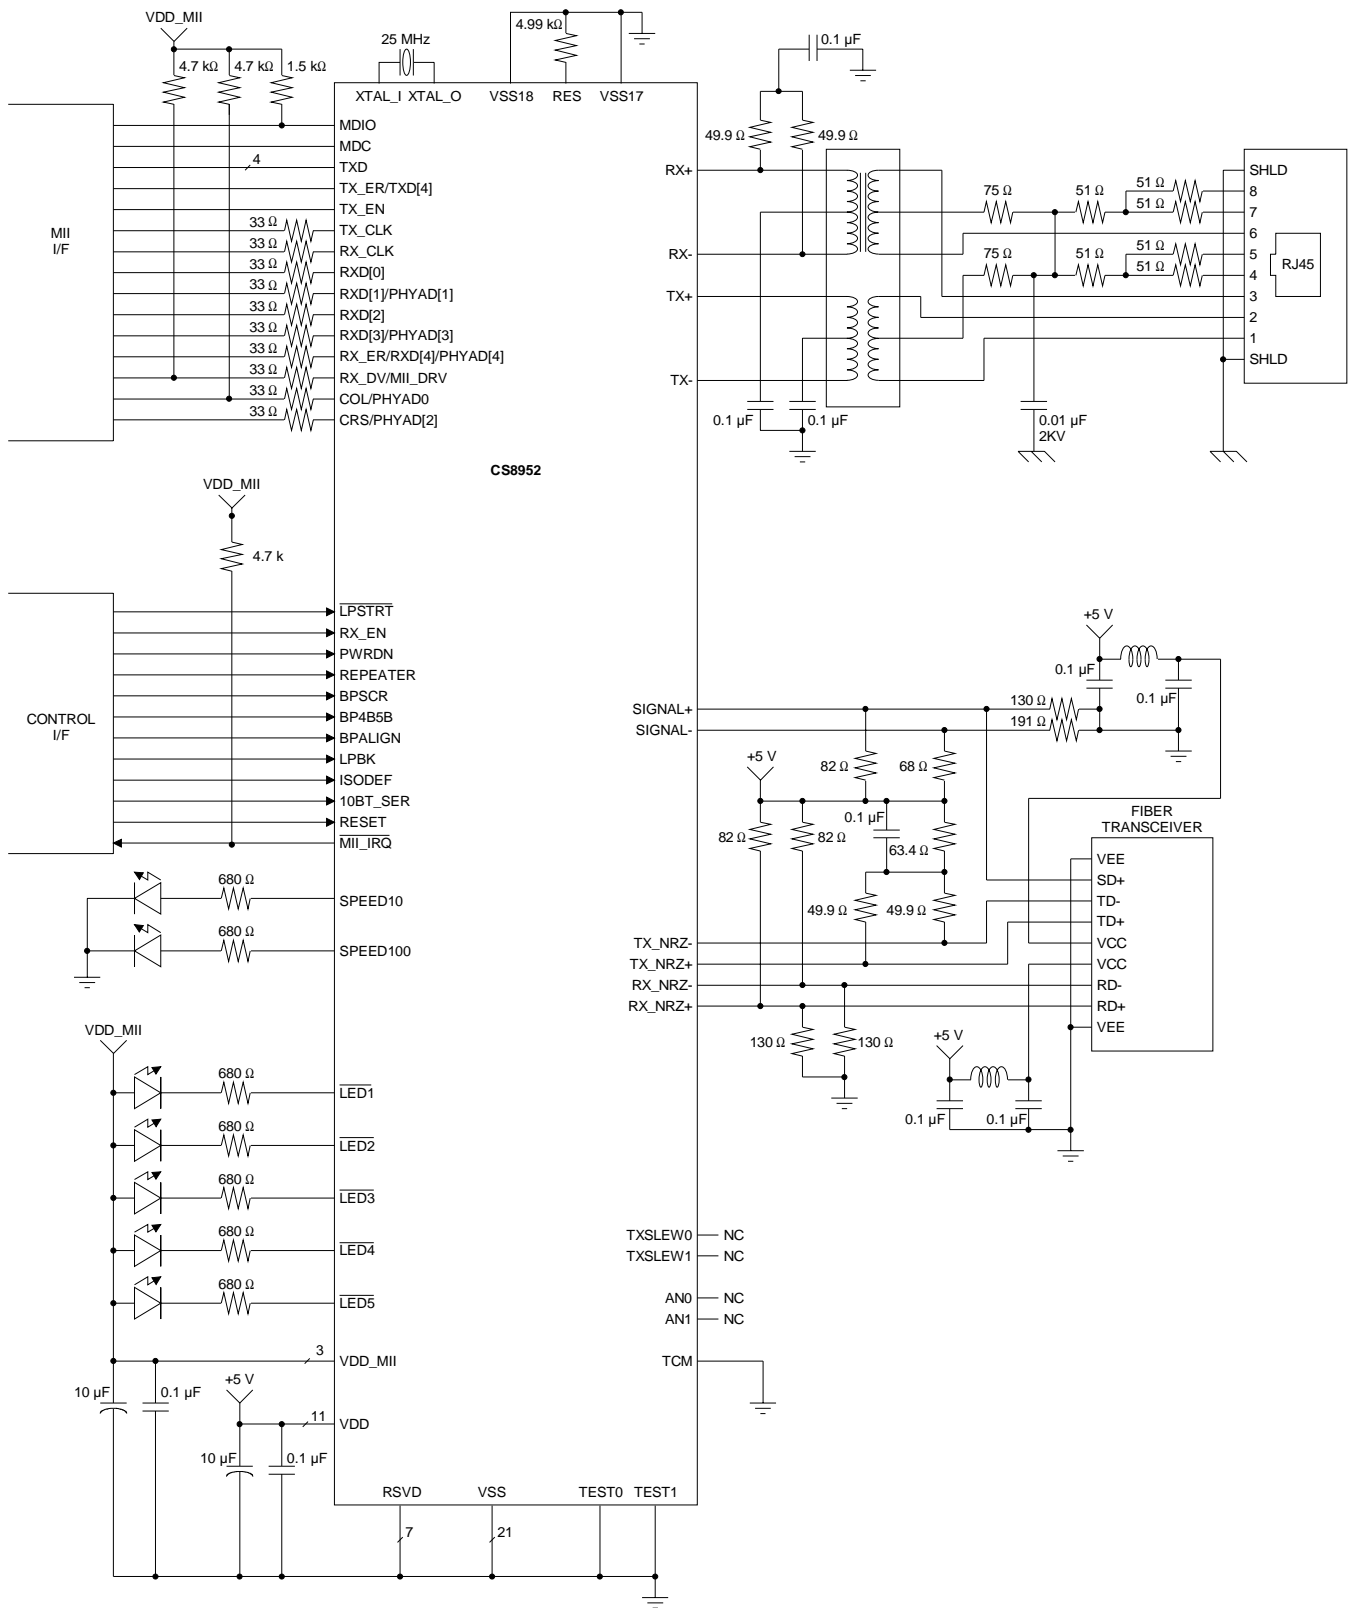 VDD_MII
4.7 kΩ
4.7 kΩ
1.5 kΩ
25 MHz
4.99 kΩ
0.1 µF
XTAL_I
XTAL_O
VSS18
RES
VSS17
MII
I/F
MDIO
MDC
4
TXD
TX_ER/TXD[4]
TX_EN
33 Ω
TX_CLK
33 Ω
RX_CLK
33 Ω
RXD[0]
33 Ω
RXD[1]/PHYAD[1]
33 Ω
RXD[2]
33 Ω
RXD[3]/PHYAD[3]
33 Ω
RX_ER/RXD[4]/PHYAD[4]
33 Ω
RX_DV/MII_DRV
33 Ω
COL/PHYAD0
33 Ω
CRS/PHYAD[2]
CS8952
49.9 Ω
49.9 Ω
RX+
RX-
TX+
TX-
0.1 µF
0.1 µF
75 Ω
51 Ω
51 Ω
51 Ω
75 Ω
51 Ω
51 Ω
51 Ω
0.01 µF
2KV
SHLD
8
7
6
5
4
3
2
1
SHLD
RJ45
VDD_MII
4.7 k
CONTROL
I/F
LPSTRT
RX_EN
PWRDN
REPEATER
BPSCR
BP4B5B
BPALIGN
LPBK
ISODEF
10BT_SER
RESET
MII_IRQ
680 Ω
SPEED10
680 Ω
SPEED100
+5 V
0.1 µF
0.1 µF
SIGNAL+
130 Ω
SIGNAL-
191 Ω
+5 V
82 Ω
68 Ω
82 Ω
82 Ω
0.1 µF
63.4 Ω
49.9 Ω
49.9 Ω
TX_NRZ-
TX_NRZ+
RX_NRZ-
RX_NRZ+
130 Ω
130 Ω
FIBER
TRANSCEIVER
VEE
SD+
TD-
TD+
VCC
VCC
RD-
RD+
VEE
+5 V
0.1 µF
0.1 µF
VDD_MII
680 Ω
LED1
680 Ω
LED2
680 Ω
LED3
680 Ω
LED4
680 Ω
LED5
TXSLEW0
NC
TXSLEW1
NC
AN0
NC
AN1
NC
TCM
3
VDD_MII
10 µF
0.1 µF
+5 V
11
VDD
10 µF
0.1 µF
RSVD
VSS
TEST0
TEST1
7
21